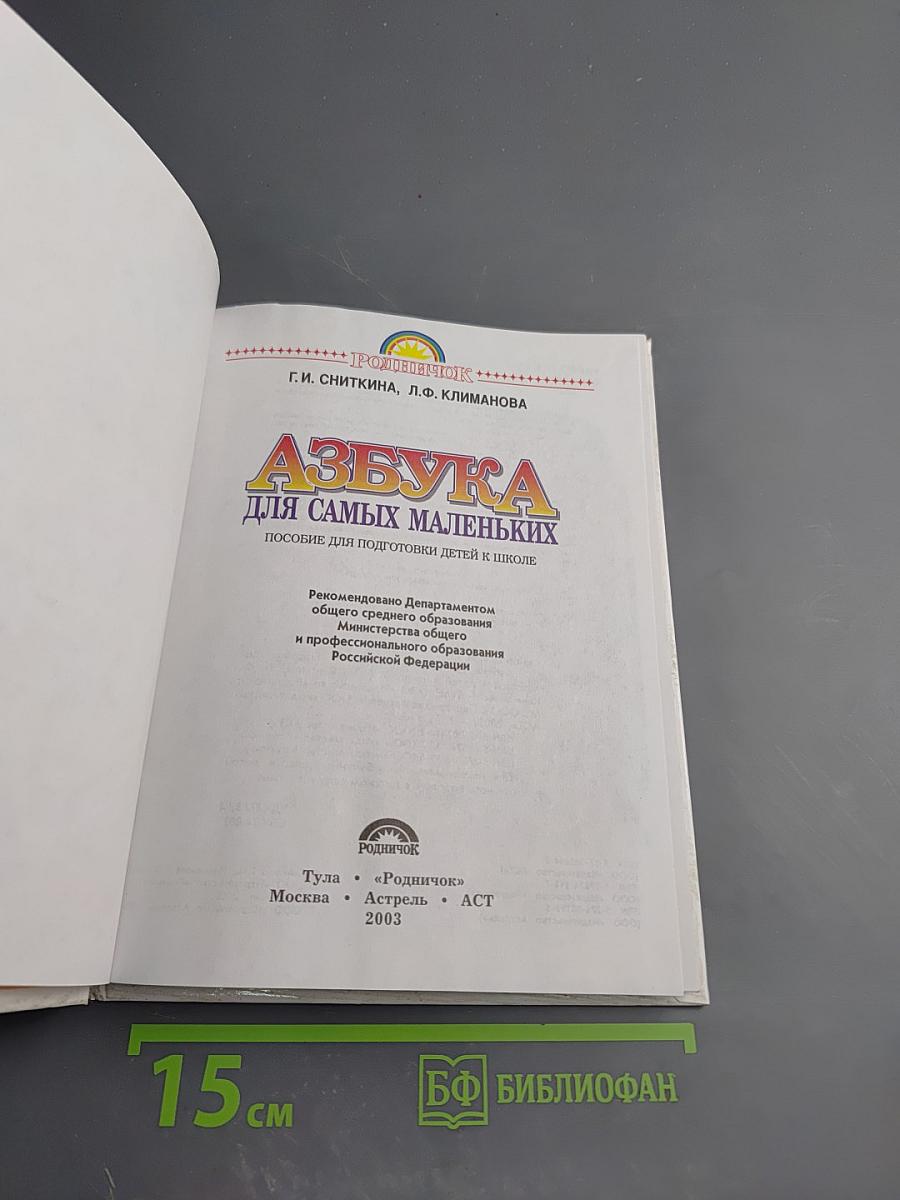 РОДНИЧОК
Г. И. СНИТКИНА, Л.Ф. КЛИМАНОВА
АЗБУКА
ДЛЯ САМЫХ МАЛЕНЬКИХ
ПОСОБИЕ ДЛЯ ПОДГОТОВКИ ДЕТЕЙ К ШКОЛЕ
Рекомендовано Департаментом
общего среднего образования
Министерства общего
и профессионального образования
Российской Федерации
РОДНИЧОК
Тула • «Родничок»
Москва • Астрель • АСТ
2003
15 см
БФ БИБЛИОФАН